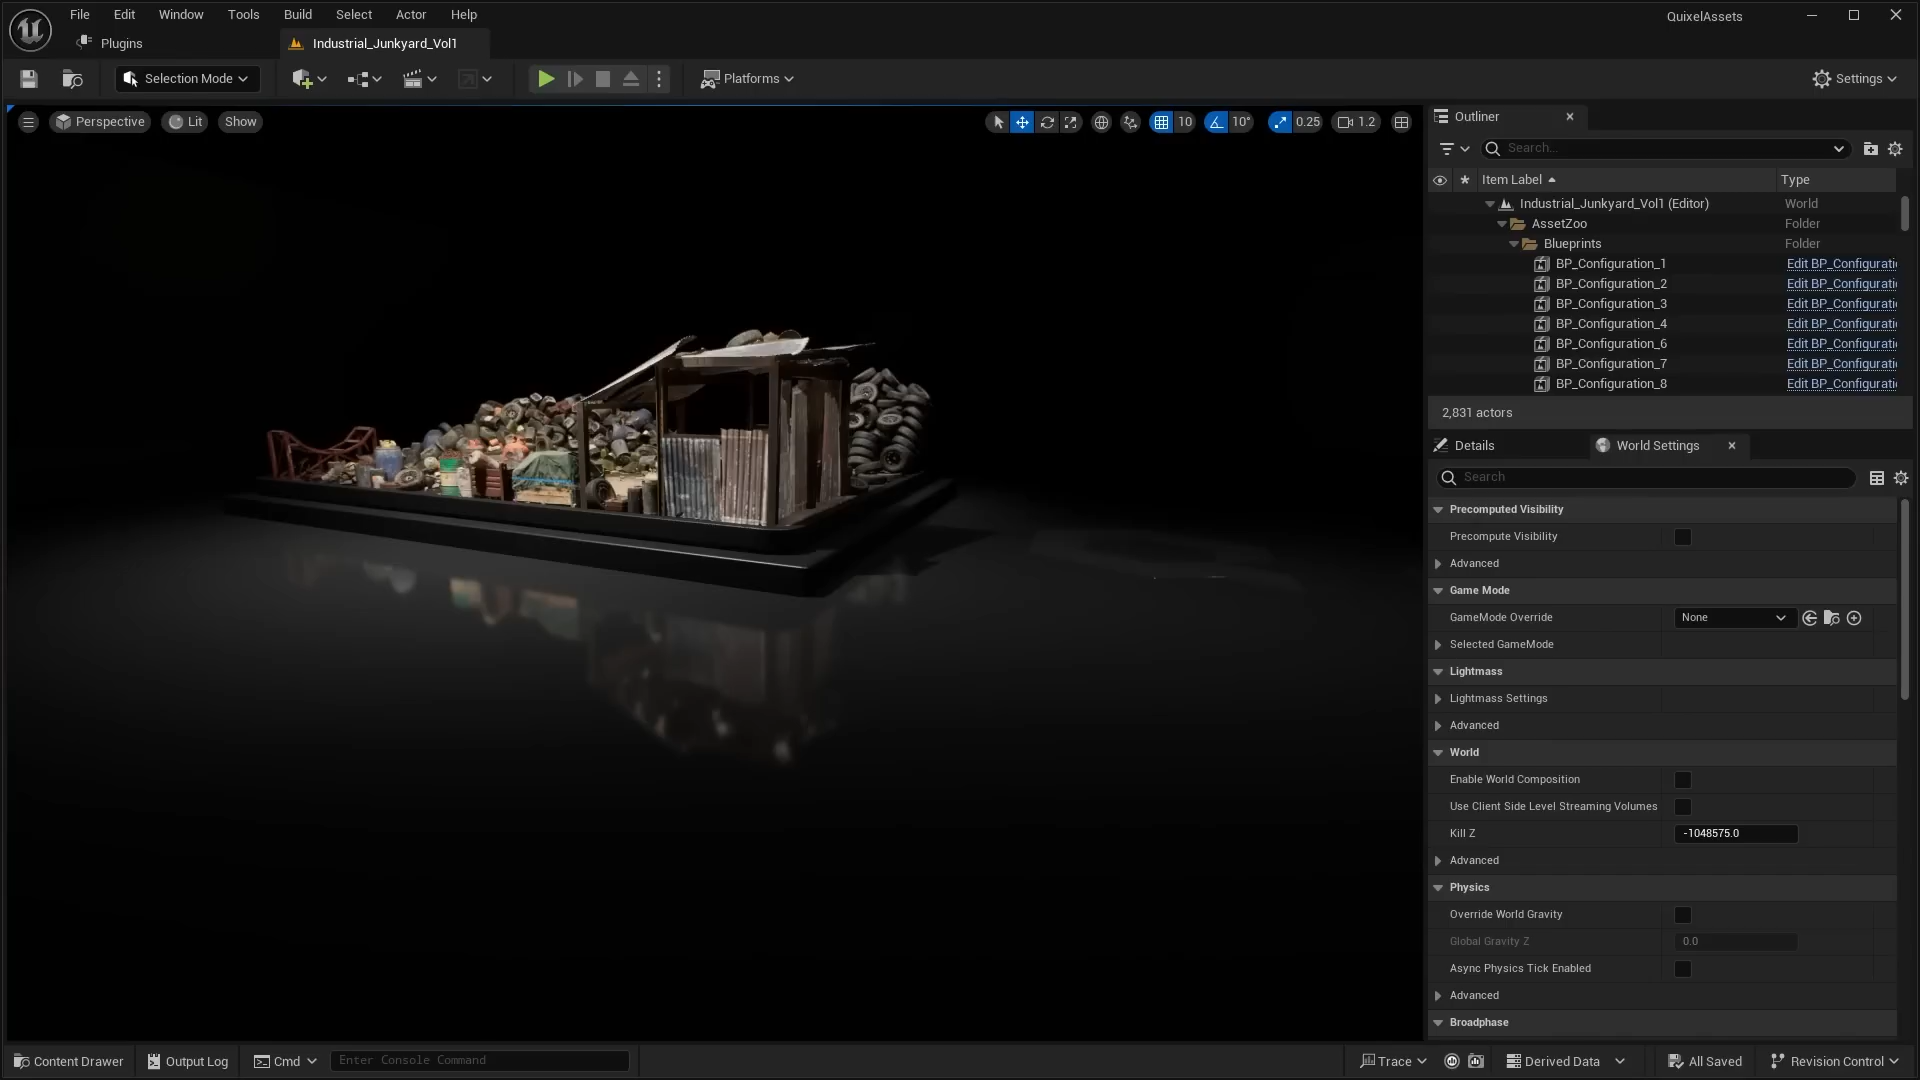 File Edit Window Tools Build Select Actor Help
QuixelAssets
Plugins
Industrial_Junkyard_Vol1
Selection Mode
Platforms
Settings
Perspective
Lit
Show
10
10°
0.25
1.2
Outliner
Search...
Item Label
Type
Industrial_Junkyard_Vol1 (Editor) World
AssetZoo Folder
Blueprints Folder
BP_Configuration_1 Edit BP_Configurati
BP_Configuration_2 Edit BP_Configurati
BP_Configuration_3 Edit BP_Configurati
BP_Configuration_4 Edit BP_Configurati
BP_Configuration_6 Edit BP_Configurati
BP_Configuration_7 Edit BP_Configurati
BP_Configuration_8 Edit BP_Configurati
2,831 actors
Details
World Settings
Search
Precomputed Visibility
Precompute Visibility
Advanced
Game Mode
GameMode Override None
Selected GameMode
Lightmass
Lightmass Settings
Advanced
World
Enable World Composition
Use Client Side Level Streaming Volumes
Kill Z -1048575.0
Advanced
Physics
Override World Gravity
Global Gravity Z 0.0
Async Physics Tick Enabled
Advanced
Broadphase
Content Drawer
Output Log
Cmd
Enter Console Command
Trace
Derived Data
All Saved
Revision Control